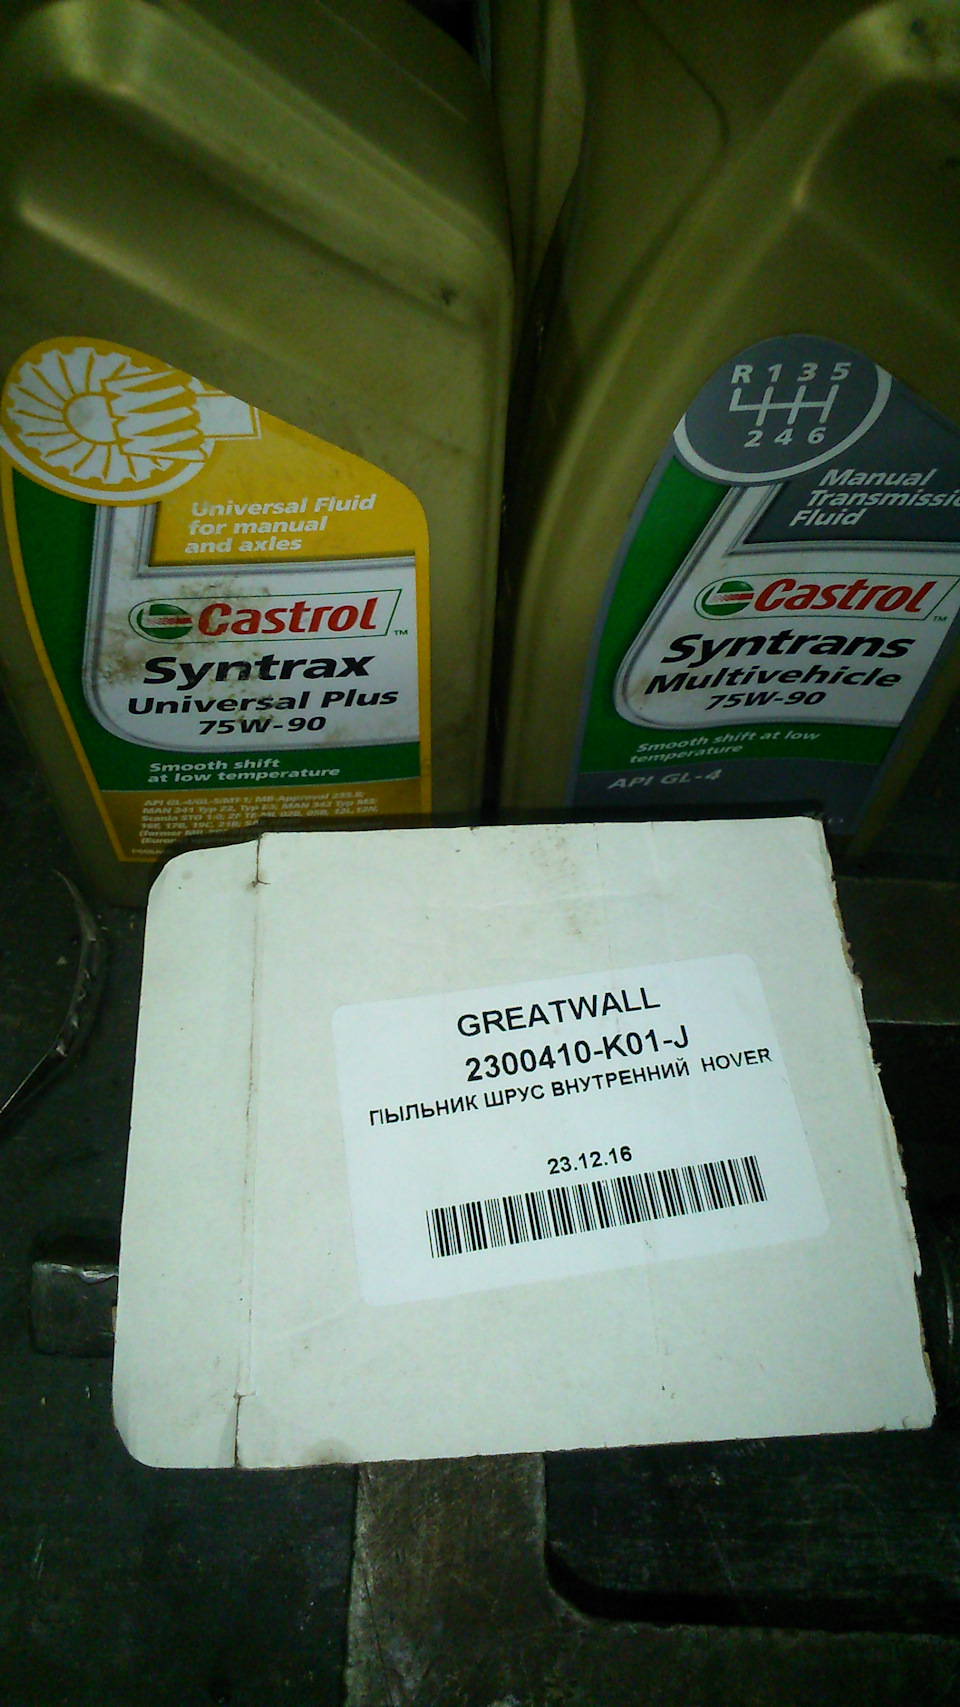 Universal Fluid
for manual
and axles
Castrol
™
Syntrax
Universal Plus
75W-90
Smooth shift
at low temperature
R 1 3 5
2 4 6
Manual
Fluid
Castrol
™
Syntrans
Multivehicle
75W-90
Smooth shift at low
temperature
API GL-4
GREATWALL
2300410-K01-J
ПЫЛЬНИК ШРУС ВНУТРЕННИЙ HOVER
23.12.16